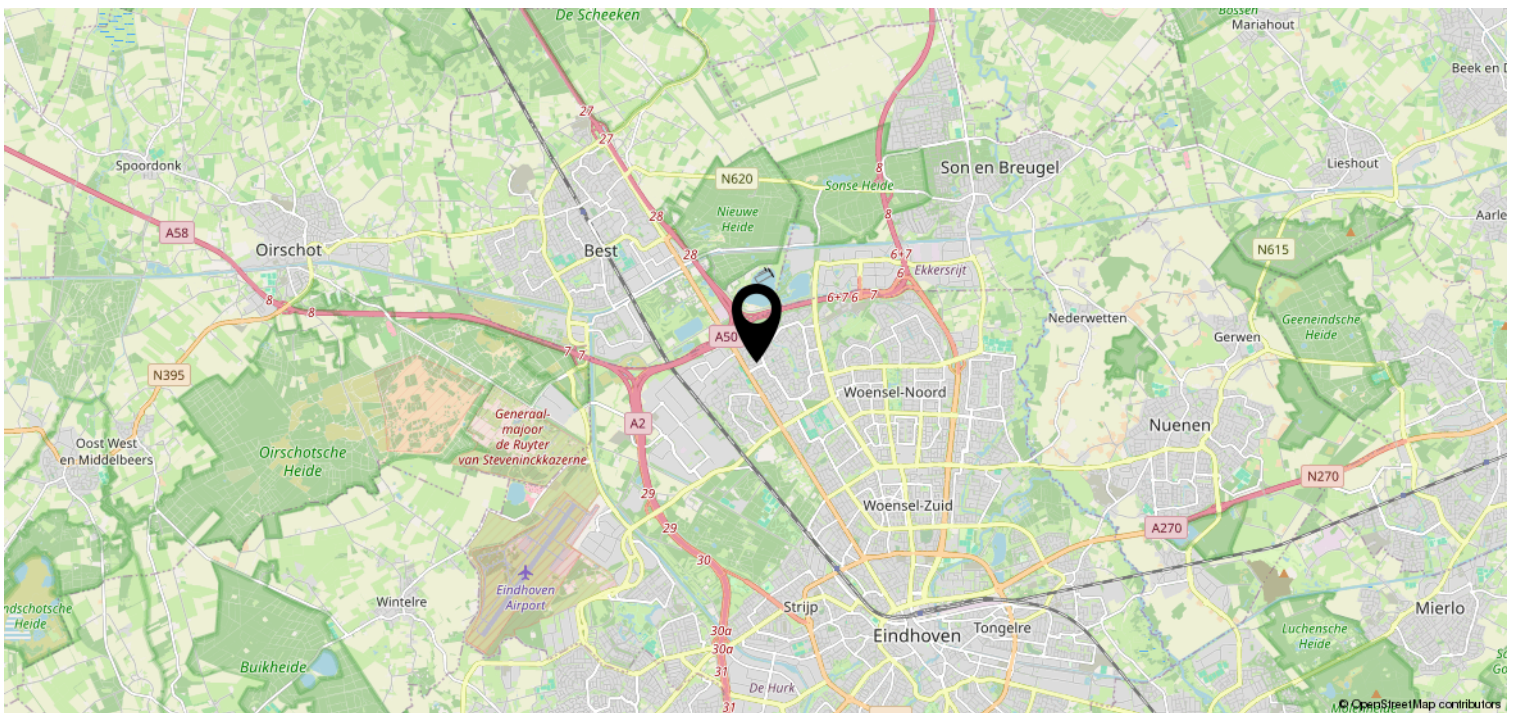 De Scheeken
Bossen
Mariahout
Beek en D
27
27
Spoordonk
N620
8
Son en Breugel
Lieshout
Sonse Heide
Nieuwe
Heide
28
8
Aarle
A58
Oirschot
Best
28
6+7
6
Ekkersrijt
N615
8
8
6+7
6
7
Nederwetten
Geeneindsche
Heide
A50
Gerwen
7
7
N395
Woensel-Noord
Generaal-
majoor
de Ruyter
van Steveninckkazerne
A2
Nuenen
Oost West
en Middelbeers
Oirschotsche
Heide
N270
29
Woensel-Zuid
29
A270
30
Eindhoven
Airport
Wintelre
Strijp
ndschotsche
Heide
Mierlo
30a
30a
Eindhoven
Tongelre
Luchensche
Heide
Buikheide
31
De Hurk
31
© OpenStreetMap contributors